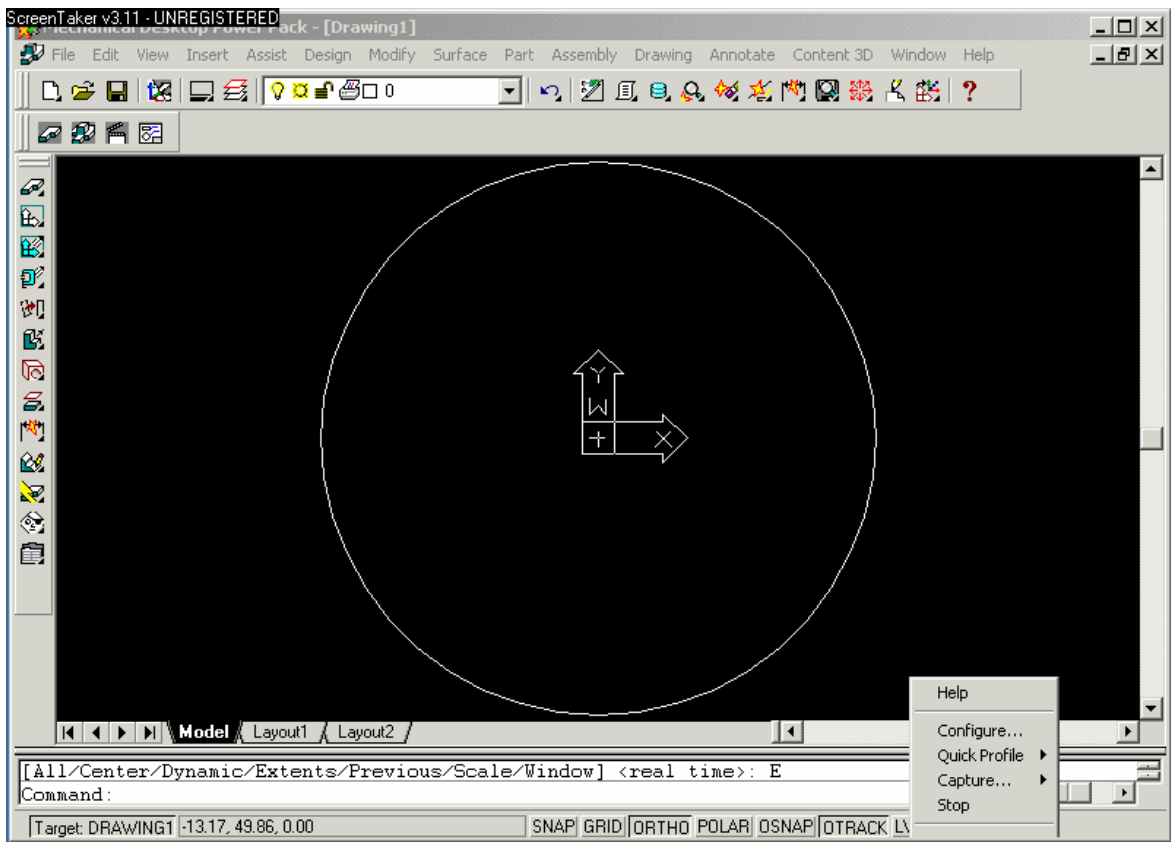 ScreenTaker v3.11 - UNREGISTERED
Mechanical Desktop Power Pack - [Drawing1]
File Edit View Insert Assist Design Modify Surface Part Assembly Drawing Annotate Content 3D Window Help
0 ?
Y
W
X
Help
Model Layout1 Layout2 Configure...
Quick Profile
[All/Center/Dynamic/Extents/Previous/Scale/Window] <real time>: E
Capture...
Command:
Stop
Target: DRAWING1 -13.17, 49.86, 0.00 SNAP GRID ORTHO POLAR OSNAP OTRACK